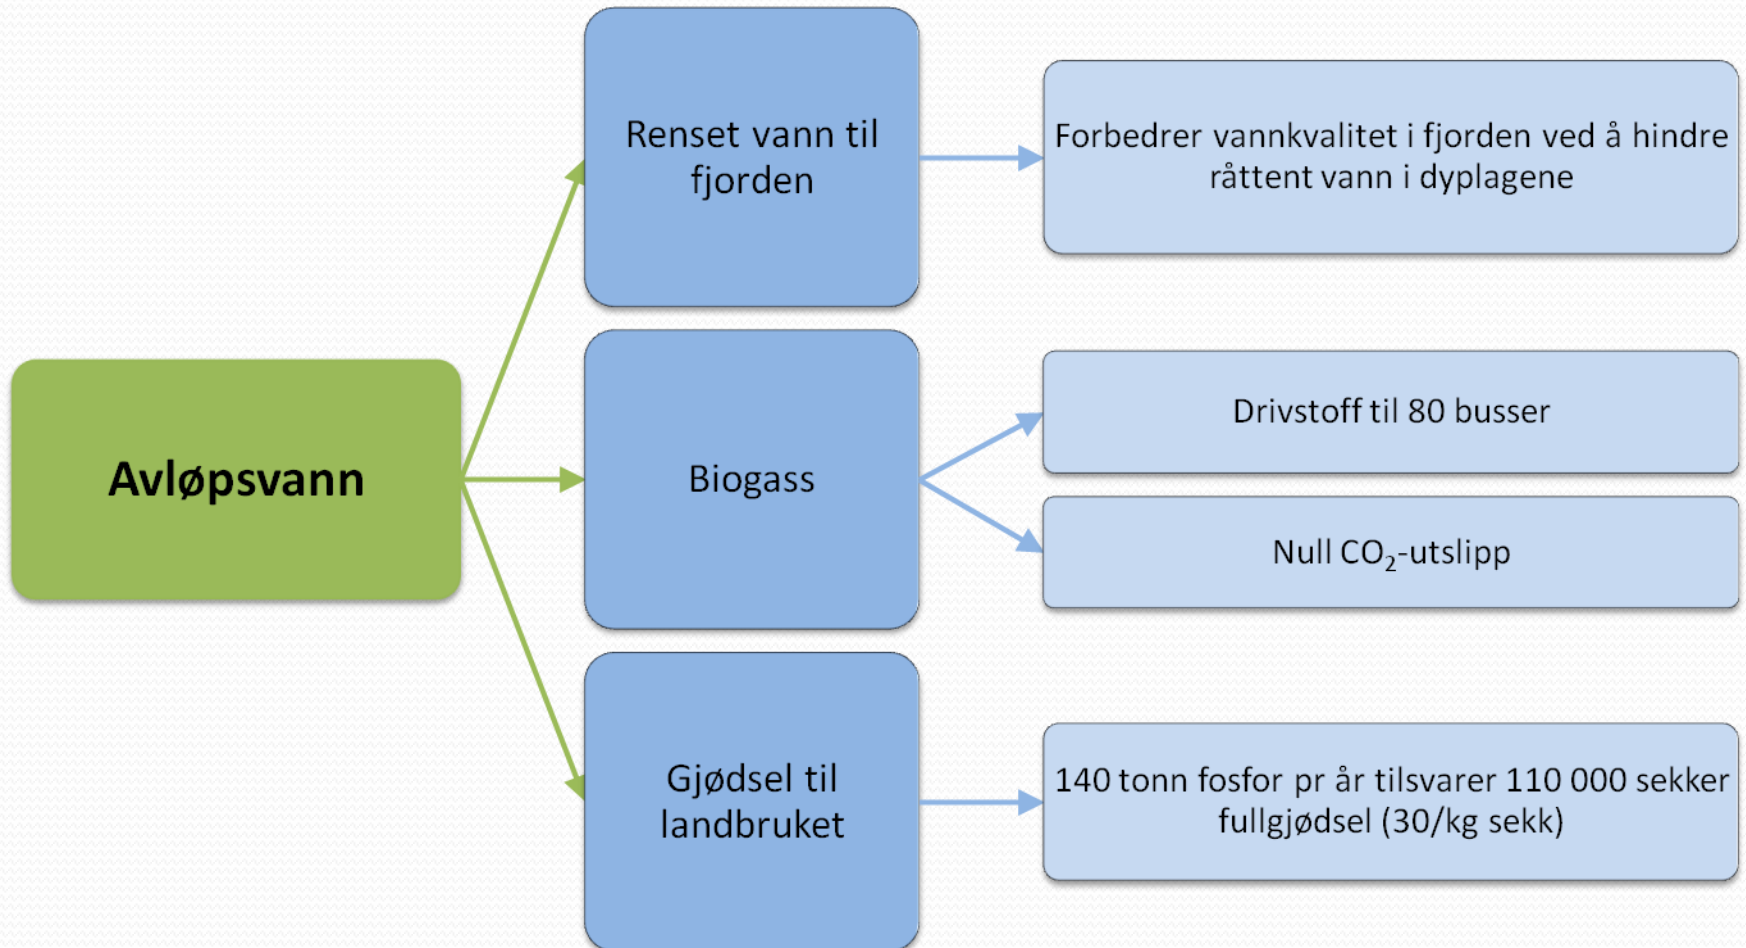 Avløpsvann
Renset vann til
fjorden
Forbedrer vannkvalitet i fjorden ved å hindre
råttent vann i dyplagene
Biogass
Drivstoff til 80 busser
Null CO₂-utslipp
Gjødsel til
landbruket
140 tonn fosfor pr år tilsvarer 110 000 sekker
fullgjødsel (30/kg sekk)